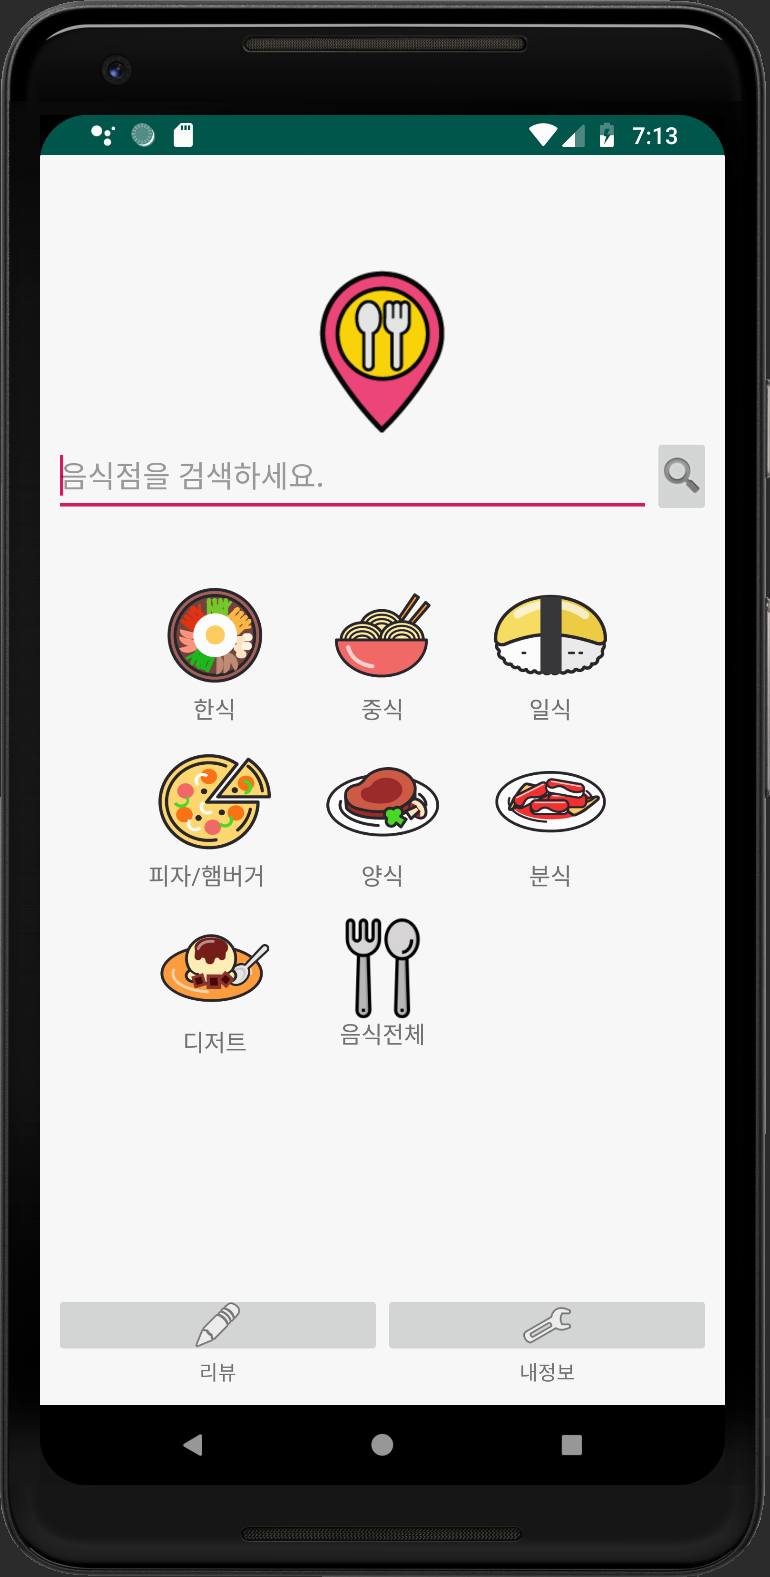 7:13
음식점을 검색하세요.
한식
중식
일식
피자/햄버거
양식
분식
디저트
음식전체
리뷰
내정보